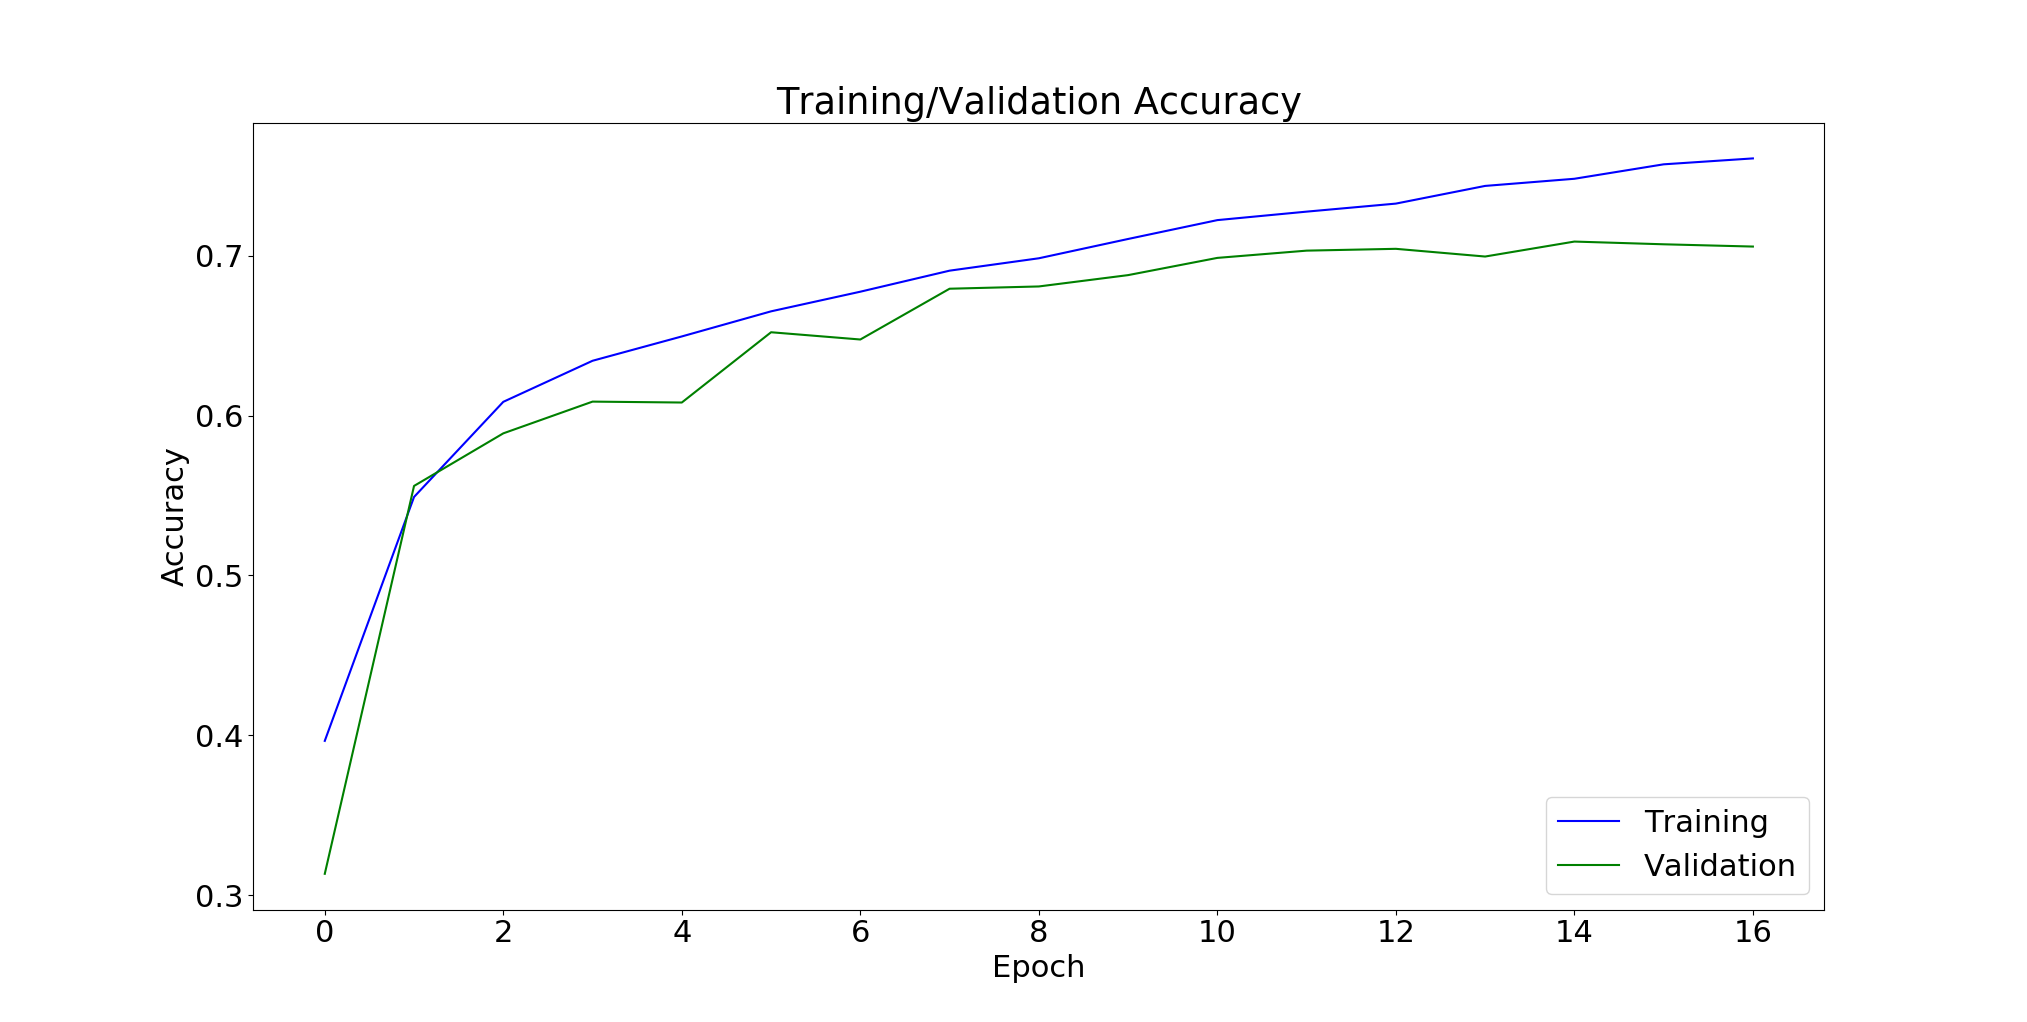 Training/Validation Accuracy
0.7
0.6
0.5
0.4
0.3
Accuracy
Training
Validation
0 2 4 6 8 10 12 14 16
Epoch